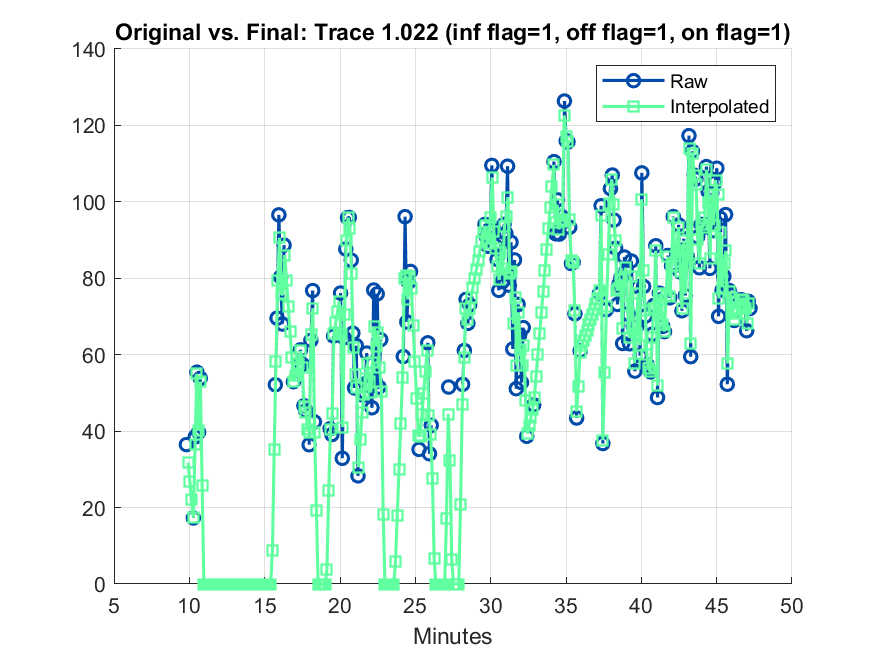 Original vs. Final: Trace 1.022 (inf flag=1, off flag=1, on flag=1)
140
120
100
80
60
40
20
0
Raw
Interpolated
5 10 15 20 25 30 35 40 45 50
Minutes